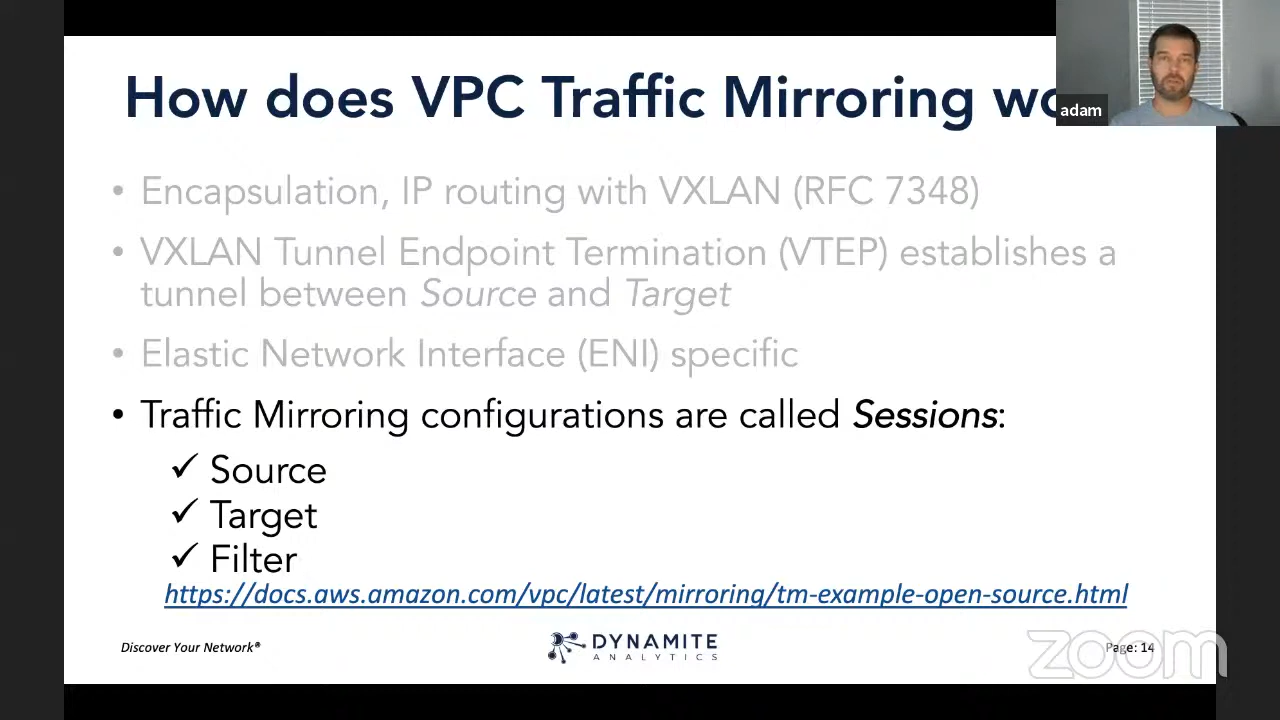 How does VPC Traffic Mirroring wo
adam
• Encapsulation, IP routing with VXLAN (RFC 7348)
• VXLAN Tunnel Endpoint Termination (VTEP) establishes a
tunnel between Source and Target
• Elastic Network Interface (ENI) specific
• Traffic Mirroring configurations are called Sessions:
✓ Source
✓ Target
✓ Filter
https://docs.aws.amazon.com/vpc/latest/mirroring/tm-example-open-source.html
Discover Your Network®
DYNAMITE
ANALYTICS
Page: 14
zoom